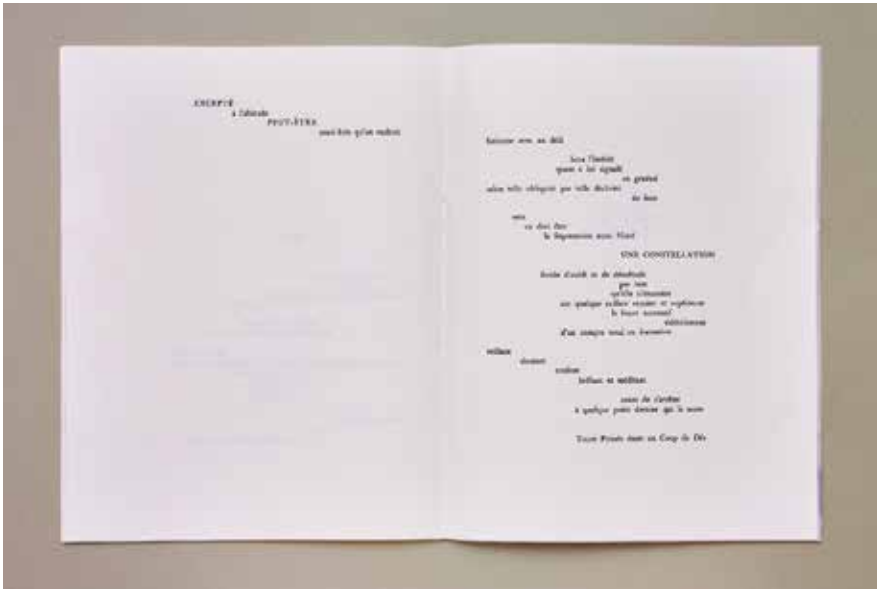 EXCEPTÉ
à l'altitude
PEUT-ÊTRE
aussi loin qu'un endroit
fusionne avec au delà
hors l'intérêt
quant à lui signalé
en général
selon telle obliquité par telle déclivité
de feux
vers
ce doit être
le Septentrion aussi Nord
UNE CONSTELLATION
froide d'oubli et de désuétude
pas tant
qu'elle n'énumère
sur quelque surface vacante et supérieure
le heurt successif
sidéralement
d'un compte total en formation
veillant
doutant
roulant
brillant et méditant
avant de s'arrêter
à quelque point dernier qui le sacre
Toute Pensée émet un Coup de Dés